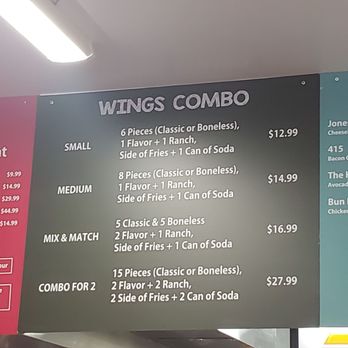 WINGS COMBO
SMALL
6 Pieces (Classic or Boneless),
1 Flavor + 1 Ranch,
Side of Fries + 1 Can of Soda
$12.99
MEDIUM
8 Pieces (Classic or Boneless),
1 Flavor + 1 Ranch,
Side of Fries + 1 Can of Soda
$14.99
MIX & MATCH
5 Classic & 5 Boneless
2 Flavor + 1 Ranch,
Side of Fries + 1 Can of Soda
$16.99
COMBO FOR 2
15 Pieces (Classic or Boneless),
2 Flavor + 2 Ranch,
2 Side of Fries + 2 Can of Soda
$27.99
nt
$9.99
$14.99
$29.99
$44.99
$14.99
our
Jone
Cheese
415
Bacon C
The H
Avocad
Bun
Chicken